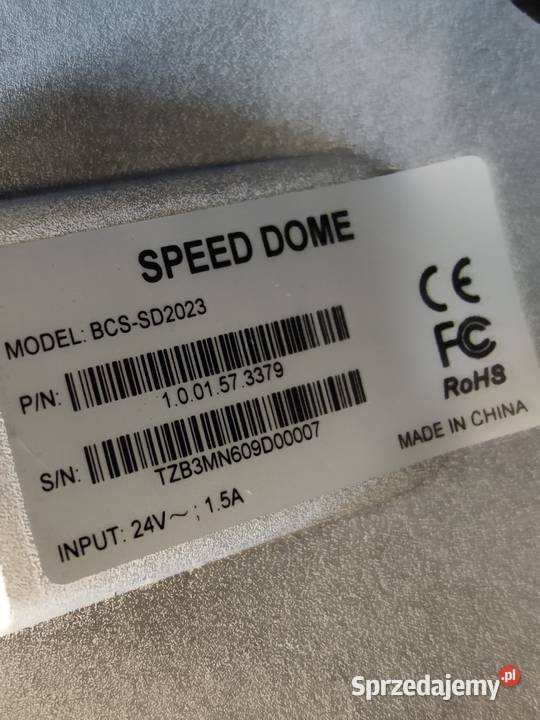 SPEED DOME
MODEL: BCS-SD2023
P/N:
1.0.01.57.3379
S/N:
TZB3MN609D00007
INPUT: 24V～; 1.5A
CE
FC
RoHS
MADE IN CHINA
Sprzedajemy.pl